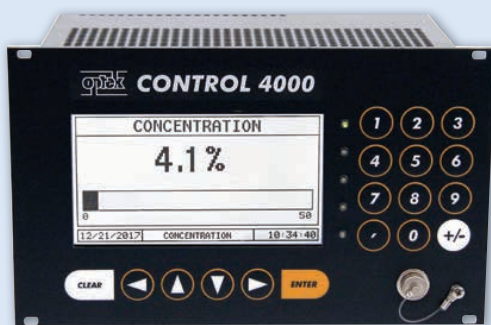 optek CONTROL 4000
CONCENTRATION
4.1%
0 50
12/21/2017 CONCENTRATION 10:34:40
1 2 3
4 5 6
7 8 9
, 0 +/-
CLEAR ENTER